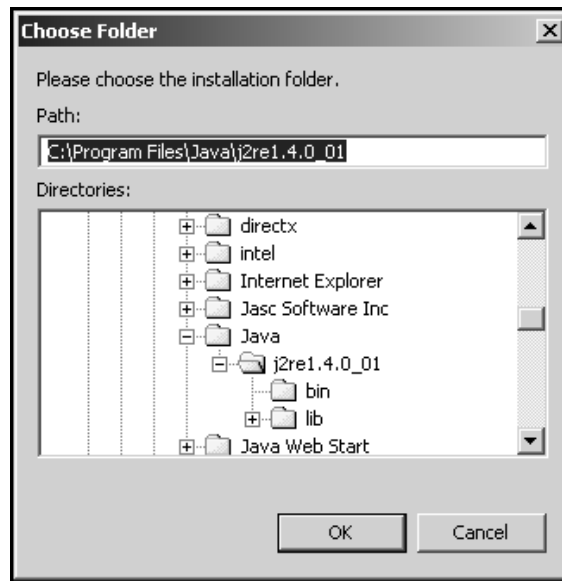 Choose Folder
Please choose the installation folder.
Path:
C:\Program Files\Java\j2re1.4.0_01
Directories:
directx
intel
Internet Explorer
Jasc Software Inc
Java
j2re1.4.0_01
bin
lib
Java Web Start
OK Cancel